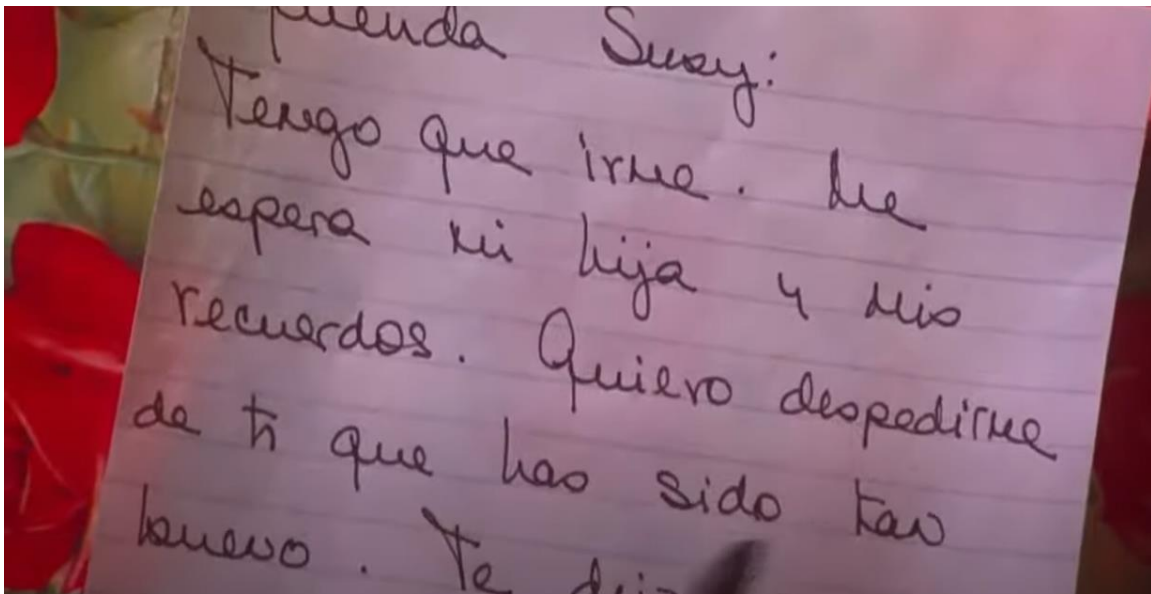 Querida Susy:
Tengo que irme. Me
espera mi hija y mis
recuerdos. Quiero despedirme
de ti que has sido tan
bueno. Te